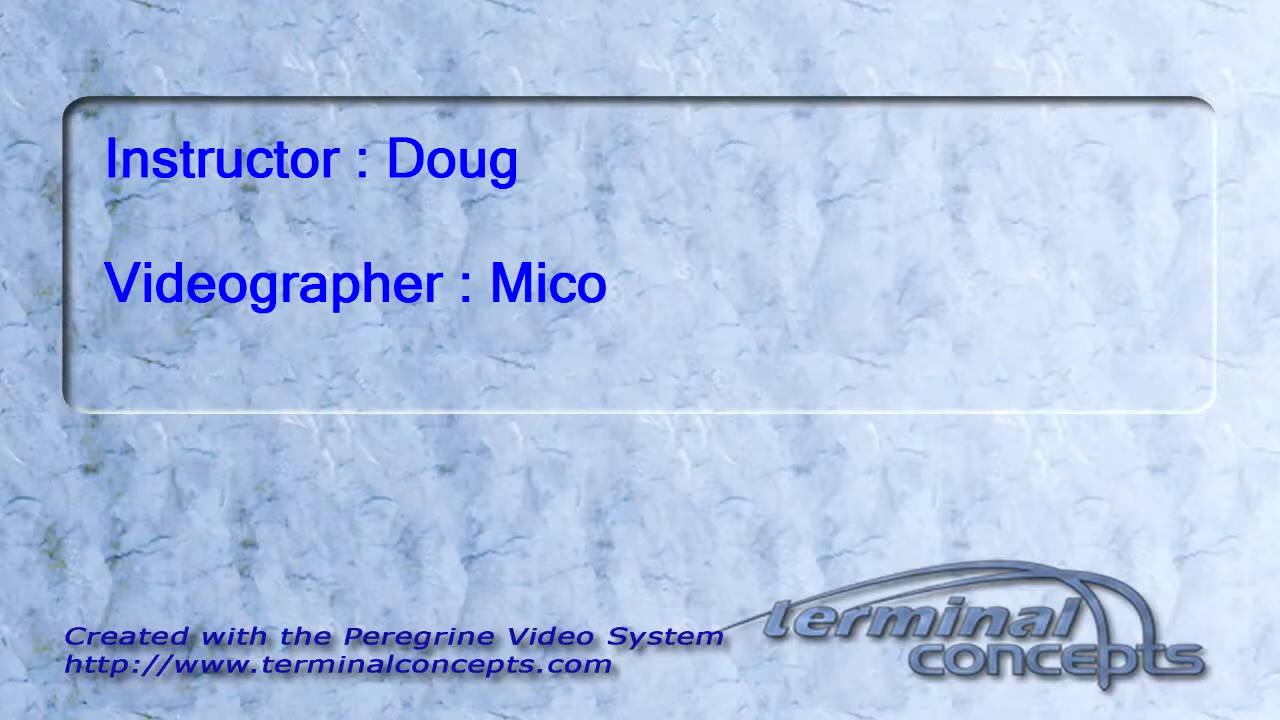 Instructor : Doug
Videographer : Mico
Created with the Peregrine Video System
http://www.terminalconcepts.com
terminal
concepts